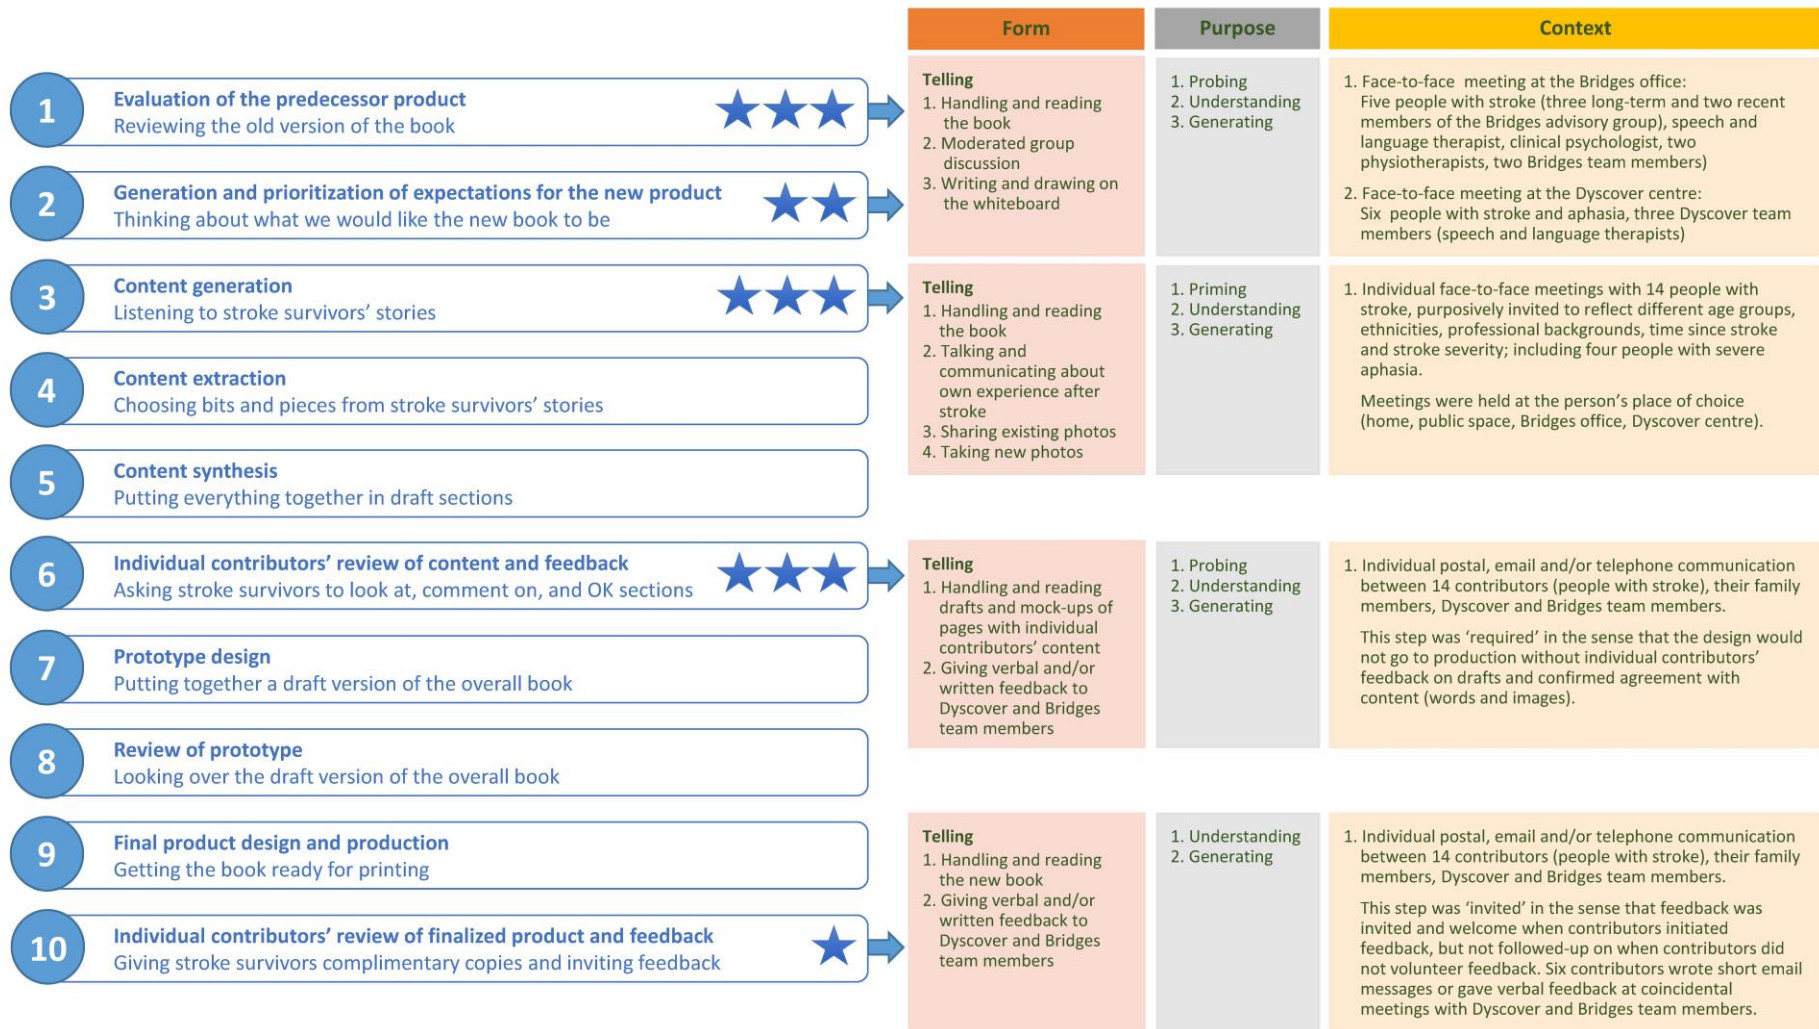 Form
Purpose
Context
1
Evaluation of the predecessor product
Reviewing the old version of the book
2
Generation and prioritization of expectations for the new product
Thinking about what we would like the new book to be
Telling
1. Handling and reading
the book
2. Moderated group
discussion
3. Writing and drawing on
the whiteboard
1. Probing
2. Understanding
3. Generating
1. Face-to-face meeting at the Bridges office:
Five people with stroke (three long-term and two recent
members of the Bridges advisory group), speech and
language therapist, clinical psychologist, two
physiotherapists, two Bridges team members)
2. Face-to-face meeting at the Dyscover centre:
Six people with stroke and aphasia, three Dyscover team
members (speech and language therapists)
3
Content generation
Listening to stroke survivors' stories
4
Content extraction
Choosing bits and pieces from stroke survivors' stories
5
Content synthesis
Putting everything together in draft sections
Telling
1. Handling and reading
the book
2. Talking and
communicating about
own experience after
stroke
3. Sharing existing photos
4. Taking new photos
1. Priming
2. Understanding
3. Generating
1. Individual face-to-face meetings with 14 people with
stroke, purposively invited to reflect different age groups,
ethnicities, professional backgrounds, time since stroke
and stroke severity; including four people with severe
aphasia.
Meetings were held at the person's place of choice
(home, public space, Bridges office, Dyscover centre).
6
Individual contributors' review of content and feedback
Asking stroke survivors to look at, comment on, and OK sections
7
Prototype design
Putting together a draft version of the overall book
8
Review of prototype
Looking over the draft version of the overall book
Telling
1. Handling and reading
drafts and mock-ups of
pages with individual
contributors' content
2. Giving verbal and/or
written feedback to
Dyscover and Bridges
team members
1. Probing
2. Understanding
3. Generating
1. Individual postal, email and/or telephone communication
between 14 contributors (people with stroke), their family
members, Dyscover and Bridges team members.
This step was 'required' in the sense that the design would
not go to production without individual contributors'
feedback on drafts and confirmed agreement with
content (words and images).
9
Final product design and production
Getting the book ready for printing
10
Individual contributors' review of finalized product and feedback
Giving stroke survivors complimentary copies and inviting feedback
Telling
1. Handling and reading
the new book
2. Giving verbal and/or
written feedback to
Dyscover and Bridges
team members
1. Understanding
2. Generating
1. Individual postal, email and/or telephone communication
between 14 contributors (people with stroke), their family
members, Dyscover and Bridges team members.
This step was 'invited' in the sense that feedback was
invited and welcome when contributors initiated
feedback, but not followed-up on when contributors did
not volunteer feedback. Six contributors wrote short email
messages or gave verbal feedback at coincidental
meetings with Dyscover and Bridges team members.